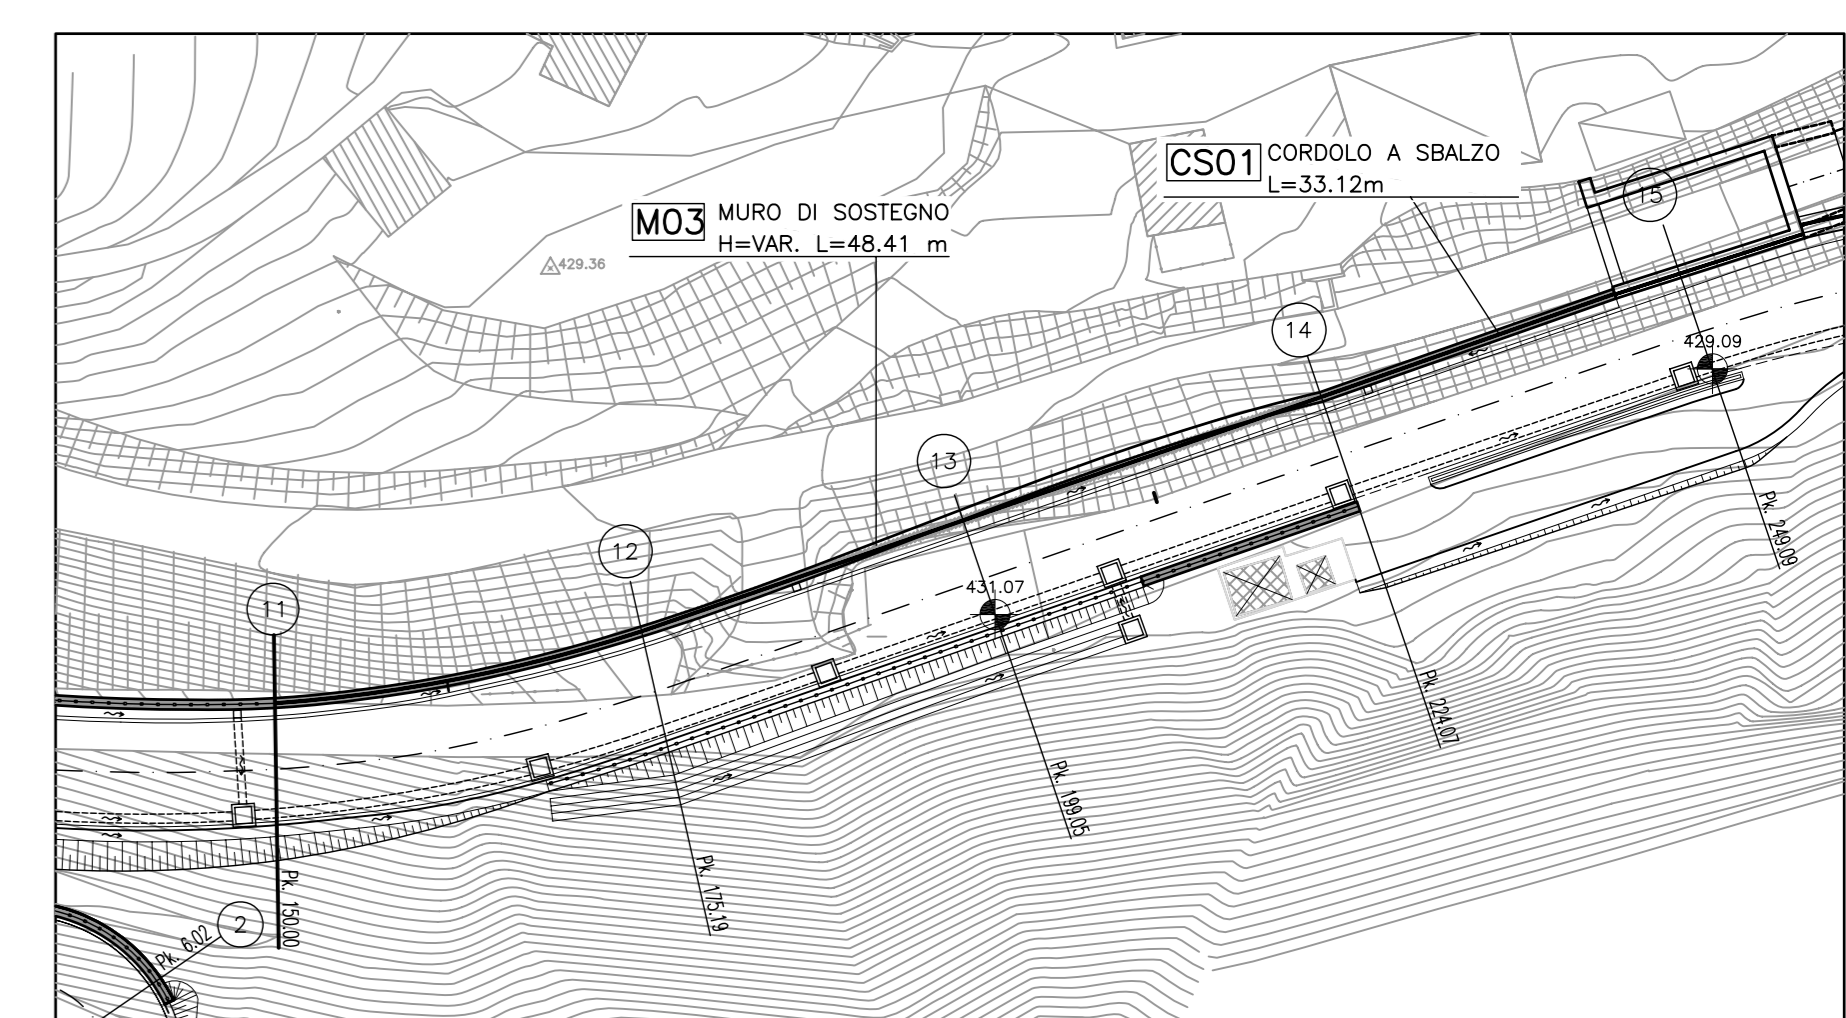 CS01
CORDOLO A SBALZO
L=33.12m
M03
MURO DI SOSTEGNO
H=VAR. L=48.41 m
429.36
15
14
429.09
13
12
11
431.07
Pk. 249.09
Pk. 224.07
Pk. 199.05
Pk. 175.19
Pk. 150.00
2
Pk. 6.02